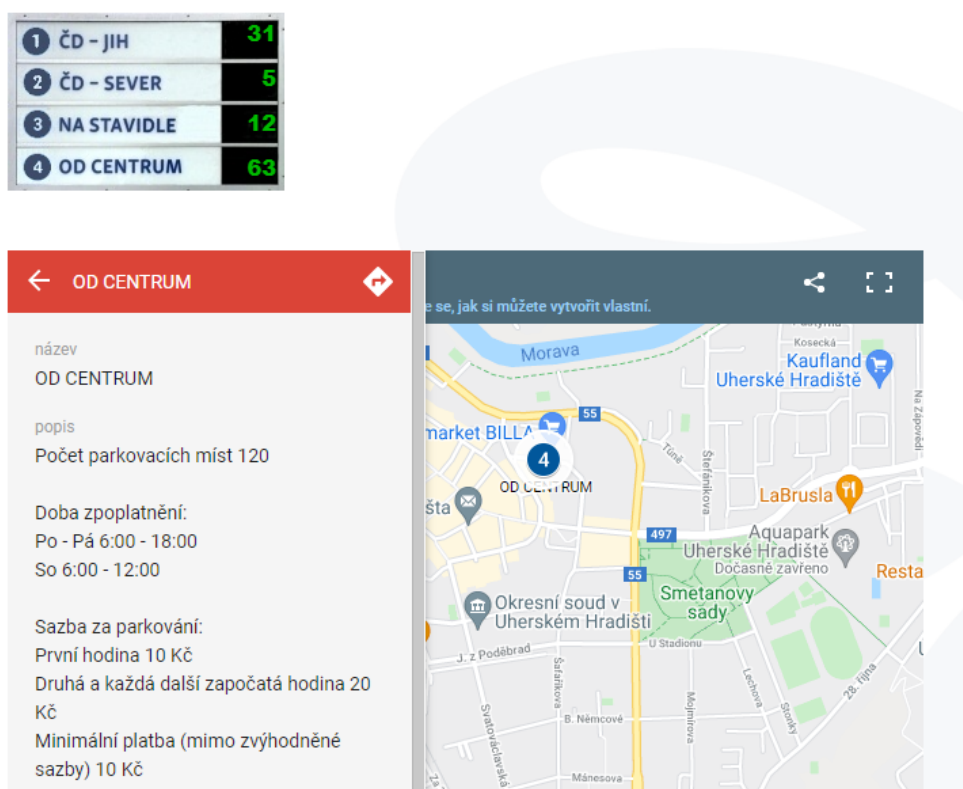 1 ČD – JIH 31
2 ČD – SEVER 5
3 NA STAVIDLE 12
4 OD CENTRUM 63
OD CENTRUM
název
OD CENTRUM
popis
Počet parkovacích míst 120
Doba zpoplatnění:
Po - Pá 6:00 - 18:00
So 6:00 - 12:00
Sazba za parkování:
První hodina 10 Kč
Druhá a každá další započatá hodina 20
Kč
Minimální platba (mimo zvýhodněné
sazby) 10 Kč
e se, jak si můžete vytvořit vlastní.
Kosecká
Morava
Kaufland
Uherské Hradiště
Na Zápovědi
55
market BILLA
4
OD CENTRUM
Tůně
Štefánikova
LaBrusla
šta
497
Aquapark
Uherské Hradiště
Dočasně zavřeno
55
Resta
Smetanovy
sady
Okresní soud v
Uherském Hradišti
U Stadionu
J. z Poděbrad
Šafaříkova
Lechova
28. října
Mojmírova
Stonky
Svatováclavská
B. Němcové
Mánesova
Za